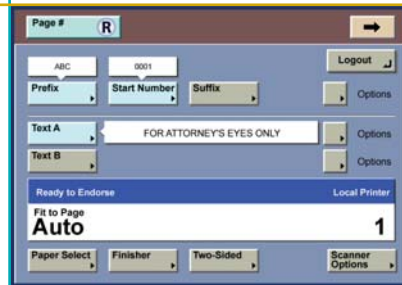 Page # R
ABC 0001 Logout
Prefix Start Number Suffix Options
Text A FOR ATTORNEY'S EYES ONLY Options
Text B Options
Ready to Endorse Local Printer
Fit to Page
Auto 1
Paper Select Finisher Two-Sided Scanner Options